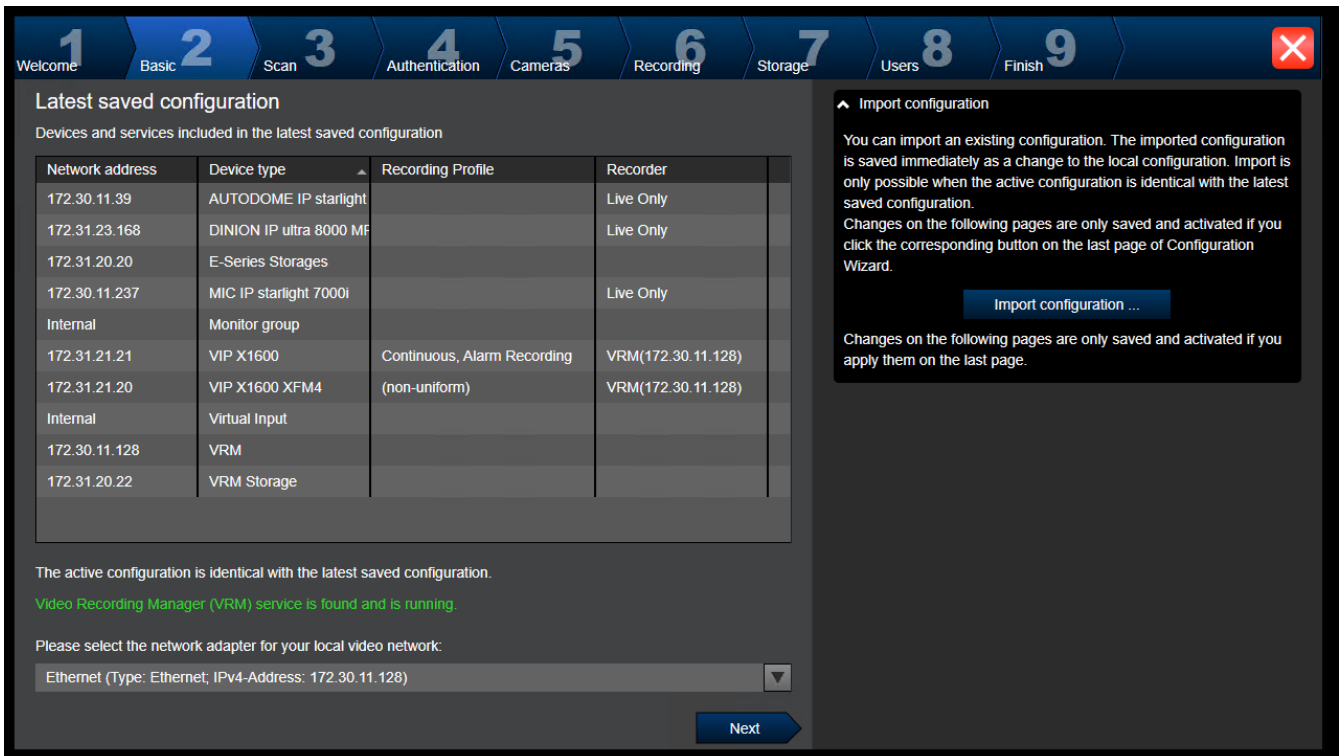 1 2 3 4 5 6 7 8 9
Welcome Basic Scan Authentication Cameras Recording Storage Users Finish
Latest saved configuration
Devices and services included in the latest saved configuration
Network address Device type Recording Profile Recorder
172.30.11.39 AUTODOME IP starlight Live Only
172.31.23.168 DINION IP ultra 8000 MP Live Only
172.31.20.20 E-Series Storages
172.30.11.237 MIC IP starlight 7000i Live Only
Internal Monitor group
172.31.21.21 VIP X1600 Continuous, Alarm Recording VRM(172.30.11.128)
172.31.21.20 VIP X1600 XFM4 (non-uniform) VRM(172.30.11.128)
Internal Virtual Input
172.30.11.128 VRM
172.31.20.22 VRM Storage
The active configuration is identical with the latest saved configuration.
Video Recording Manager (VRM) service is found and is running.
Please select the network adapter for your local video network:
Ethernet (Type: Ethernet; IPv4-Address: 172.30.11.128)
Next
Import configuration
You can import an existing configuration. The imported configuration
is saved immediately as a change to the local configuration. Import is
only possible when the active configuration is identical with the latest
saved configuration.
Changes on the following pages are only saved and activated if you
click the corresponding button on the last page of Configuration
Wizard.
Import configuration ...
Changes on the following pages are only saved and activated if you
apply them on the last page.